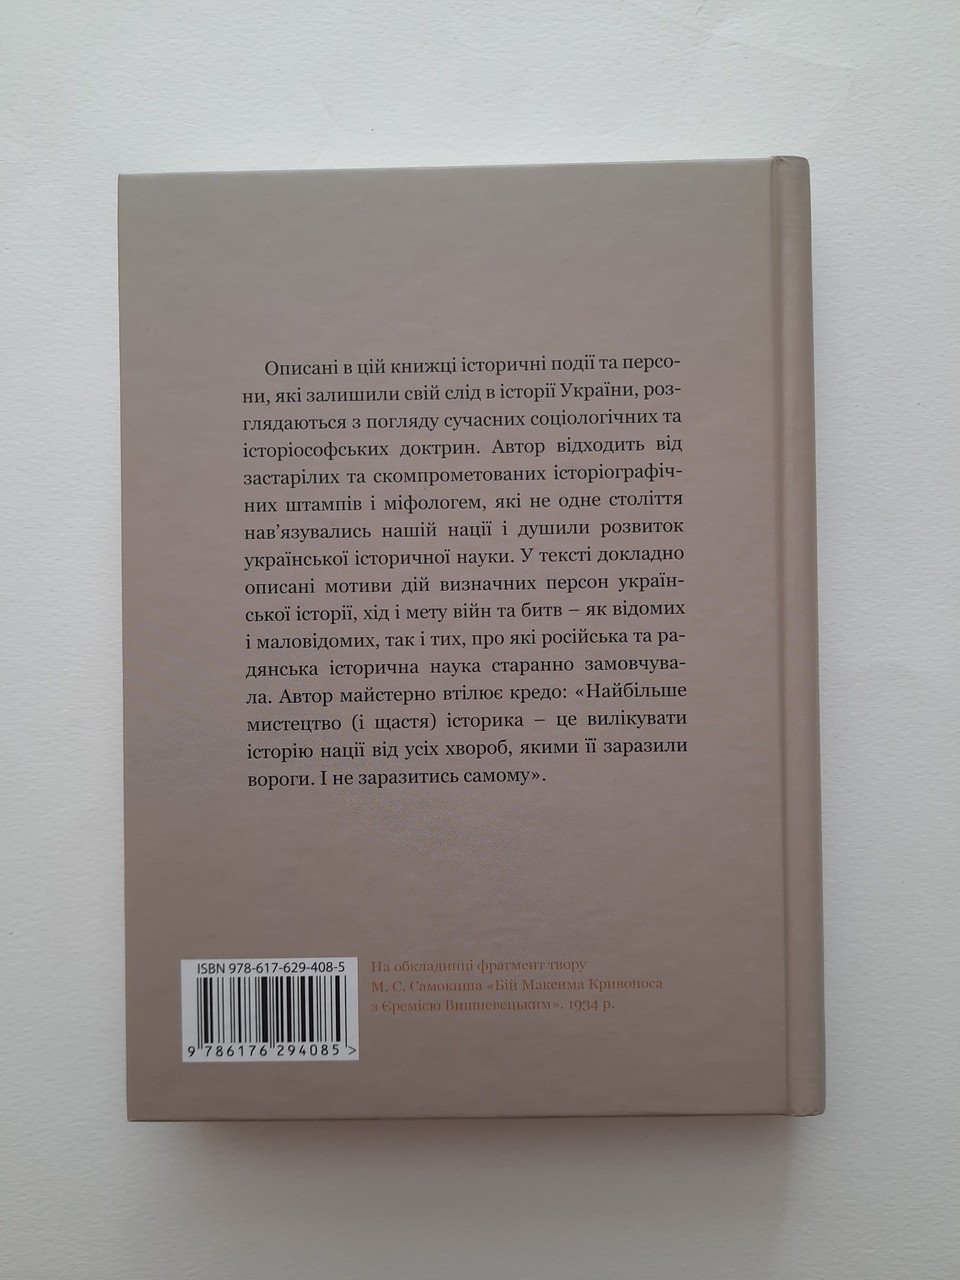 Описані в цій книжці історичні події та персо-
ни, які залишили свій слід в історії України, роз-
глядаються з погляду сучасних соціологічних та
історіософських доктрин. Автор відходить від
застарілих та скомпрометованих історіографіч-
них штампів і міфологем, які не одне століття
нав’язувались нашій нації і душили розвиток
української історичної науки. У тексті докладно
описані мотиви дій визначних персон україн-
ської історії, хід і мету війн та битв – як відомих
і маловідомих, так і тих, про які російська та ра-
дянська історична наука старанно замовчува-
ла. Автор майстерно втілює кредо: «Найбільше
мистецтво (і щастя) історика – це вилікувати
історію нації від усіх хвороб, якими її заразили
вороги. І не заразитись самому».
ISBN 978-617-629-408-5
9 786176 294085 >
На обкладинці фрагмент твору
М. С. Самокиша «Бій Максима Кривоноса
з Єремією Вишневецьким». 1934 р.